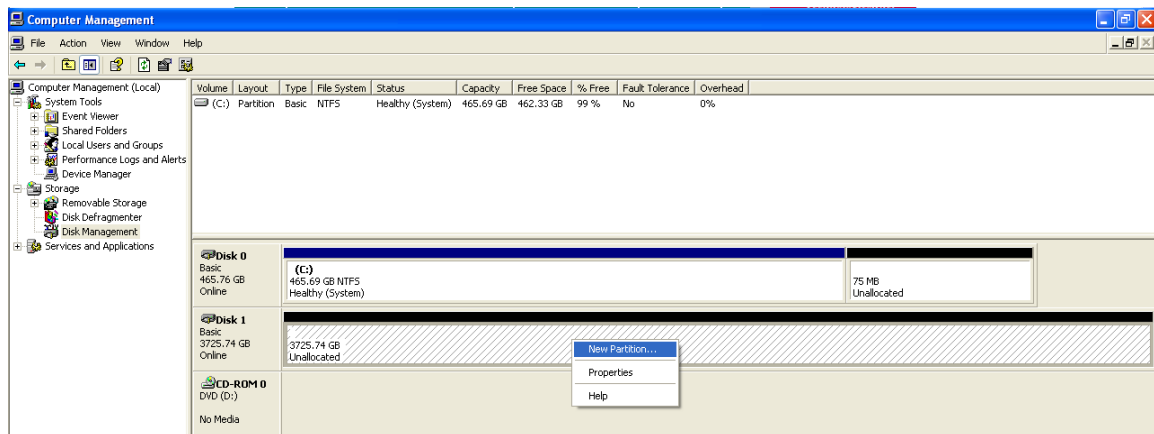 Computer Management
File Action View Window Help
Computer Management (Local)
System Tools
Event Viewer
Shared Folders
Local Users and Groups
Performance Logs and Alerts
Device Manager
Storage
Removable Storage
Disk Defragmenter
Disk Management
Services and Applications
Volume Layout Type File System Status Capacity Free Space % Free Fault Tolerance Overhead
(C:) Partition Basic NTFS Healthy (System) 465.69 GB 462.33 GB 99 % No 0%
Disk 0
Basic
465.76 GB
Online
(C:)
465.69 GB NTFS
Healthy (System)
75 MB
Unallocated
Disk 1
Basic
3725.74 GB
Online
3725.74 GB
Unallocated
New Partition...
Properties
Help
CD-ROM 0
DVD (D:)
No Media